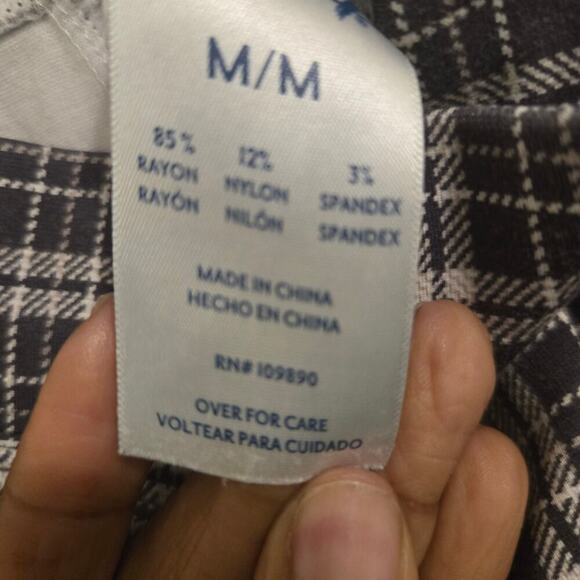 M/M
85% 12% 3%
RAYON NYLON SPANDEX
RAYÓN NILÓN SPANDEX
MADE IN CHINA
HECHO EN CHINA
RN# 109890
OVER FOR CARE
VOLTEAR PARA CUIDADO